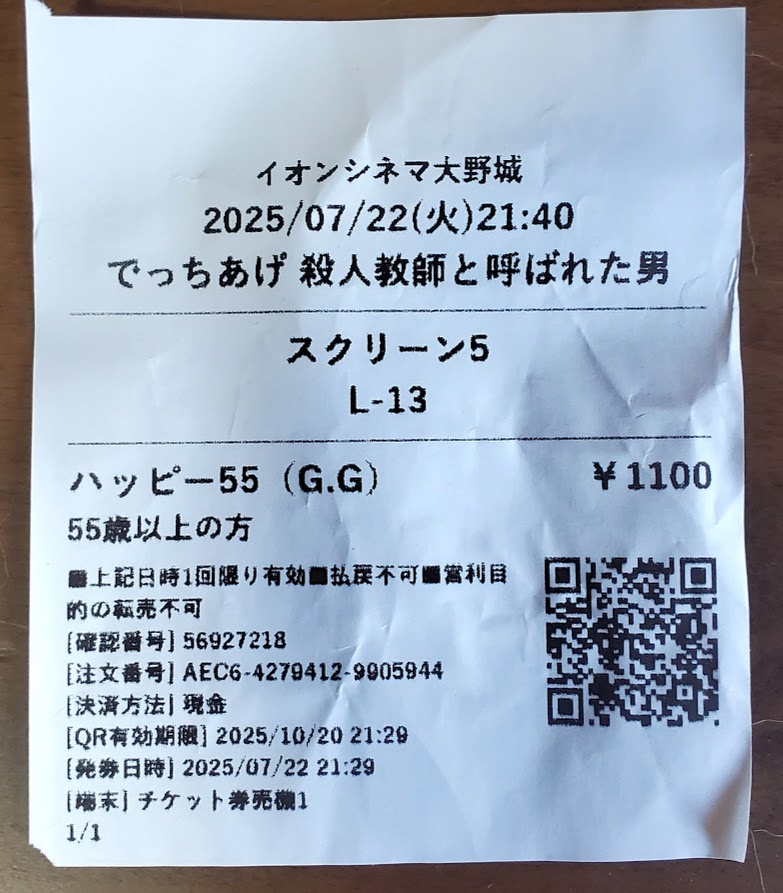 イオンシネマ大野城
2025/07/22(火)21:40
でっちあげ 殺人教師と呼ばれた男
スクリーン5
L-13
ハッピー55（G.G） ￥1100
55歳以上の方
■上記日時1回限り有効■払戻不可■営利目
的の転売不可
[確認番号] 56927218
[注文番号] AEC6-4279412-9905944
[決済方法] 現金
[QR有効期限] 2025/10/20 21:29
[発券日時] 2025/07/22 21:29
[端末] チケット券売機1
1/1